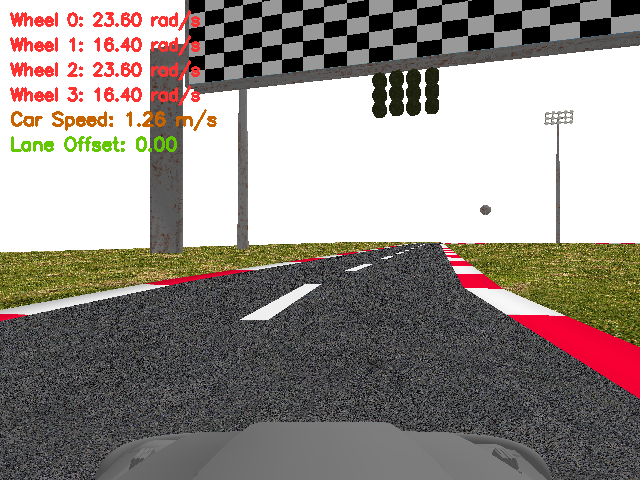 Wheel 0: 23.60 rad/s
Wheel 1: 16.40 rad/s
Wheel 2: 23.60 rad/s
Wheel 3: 16.40 rad/s
Car Speed: 1.26 m/s
Lane Offset: 0.00